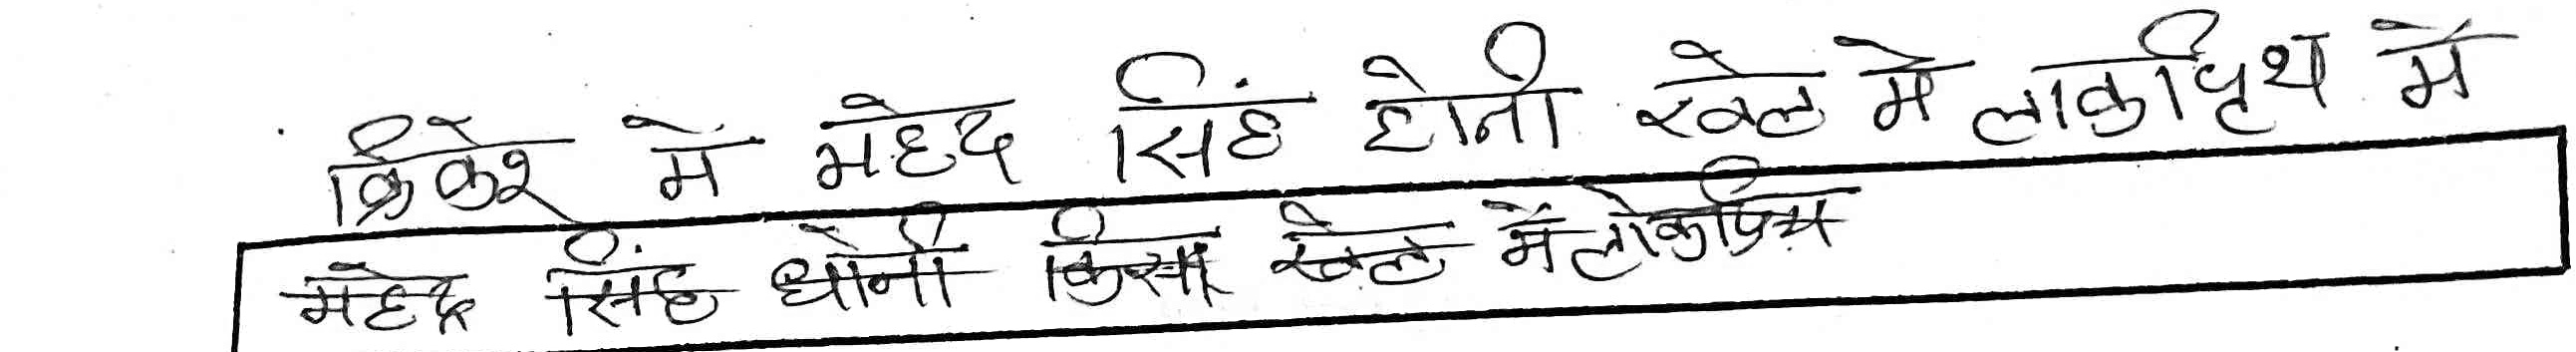 क्रिकेश में महेद सिंह होनी खेल में लाकप्रिथ में
महेद्र सिंह धोनी किसी खेल में लोकप्रिय